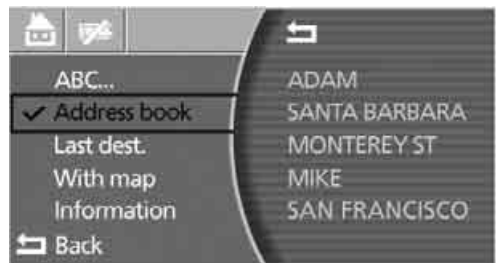 ABC...
Address book
Last dest.
With map
Information
Back
ADAM
SANTA BARBARA
MONTEREY ST
MIKE
SAN FRANCISCO